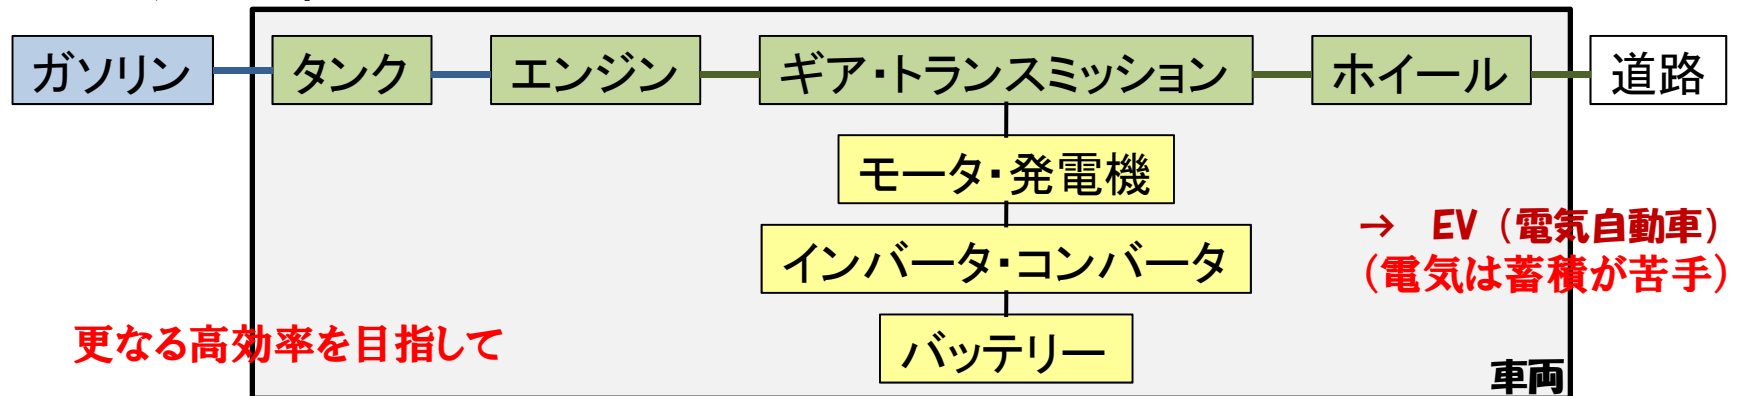 ガソリン タンク エンジン ギア・トランスミッション ホイール 道路
モータ・発電機
→ EV（電気自動車）
インバータ・コンバータ
（電気は蓄積が苦手）
更なる高効率を目指して
バッテリー
車両